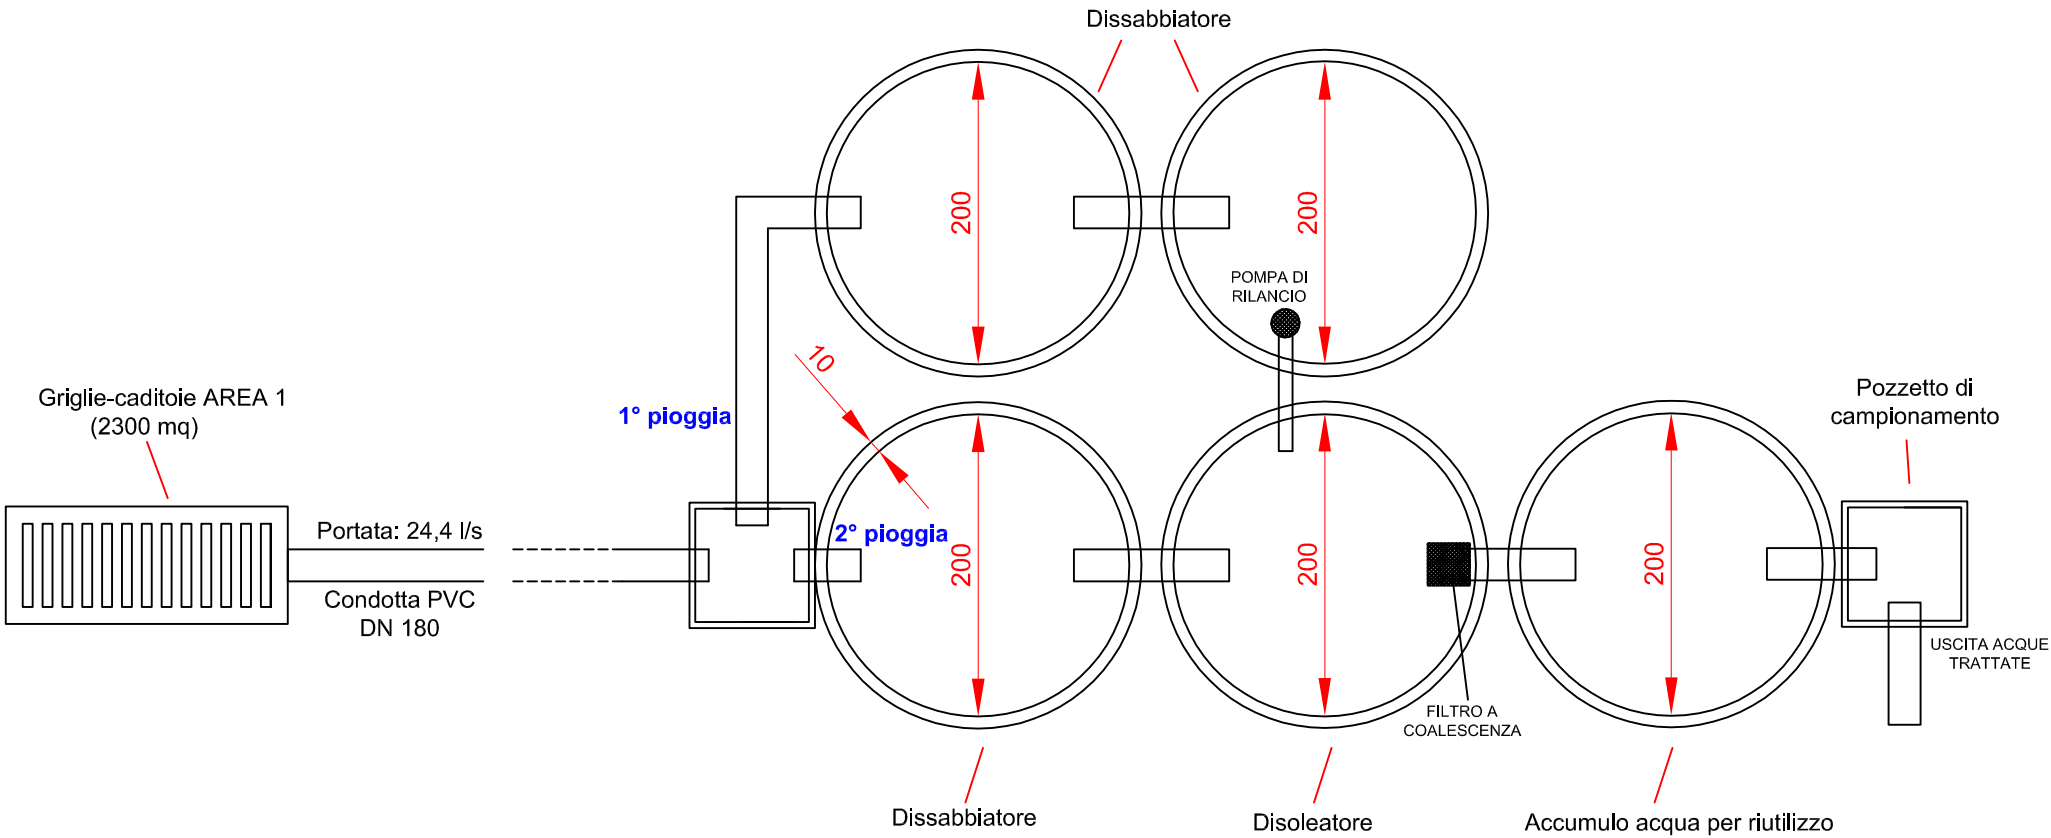 Dissabbiatore
200
200
POMPA DI
RILANCIO
10
Griglie-caditoie AREA 1
(2300 mq)
1° pioggia
Pozzetto di
campionamento
Portata: 24,4 l/s
2° pioggia
200
200
200
Condotta PVC
DN 180
USCITA ACQUE
TRATTATE
FILTRO A
COALESCENZA
Dissabbiatore
Disoleatore
Accumulo acqua per riutilizzo